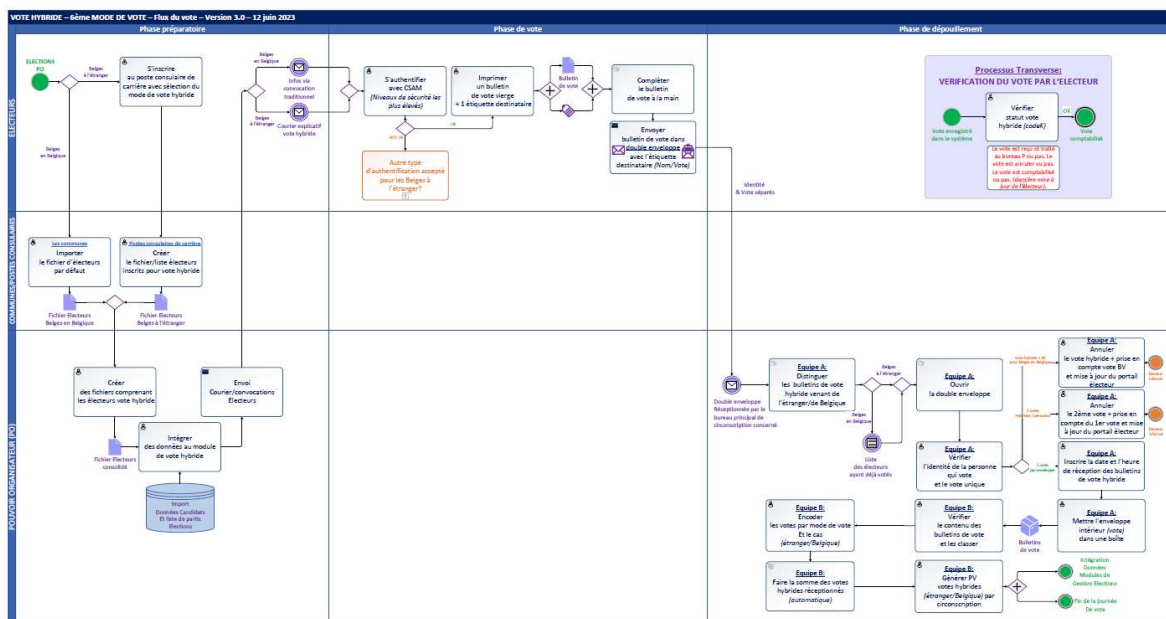 VOTE HYBRIDE – 6ème MODE DE VOTE – Flux du vote – Version 3.0 – 12 juin 2023
Phase préparatoire
Phase de vote
Phase de dépouillement
ELECTEURS
ELECTIONS
PO
Belges
à l'étranger
Belges
en Belgique
S'inscrire
au poste consulaire de
carrière avec sélection du
mode de vote hybride
Belges
en Belgique
Belges
à l'étranger
Infos via
convocation
traditionnel
Courier explicatif
vote hybride
S'authentifier
avec CSAM
(Niveaux de sécurité les
plus élevés)
OK
Autre type
d'authentification accepté
pour les Belges à
l'étranger?
Imprimer
un bulletin
de vote vierge
+ 1 étiquette destinataire
Bulletin
de vote
Compléter
le bulletin
de vote à la main
Envoyer
bulletin de vote dans
double enveloppe
avec l'étiquette
destinataire (Nom/Vote)
Identité
& Vote séparés
Processus Transverse:
VERIFICATION DU VOTE PAR L'ELECTEUR
Vote enregistré
dans le système
Vérifier
statut vote
hybride (codeR)
OK
Vote
comptabilisé
Le vote est reçu et traité
au bureau P ou pas. Le
vote est annuler ou pas.
Le vote est comptabilisé
ou pas. (dernière mise à
jour de l'électeur).
COMMUNES/POSTES CONSULAIRES
Les communes
Importer
le fichier d'électeurs
par défaut
Postes consulaires de carrière
Créer
le fichier/liste électeurs
inscrits pour vote hybride
Fichier Electeurs
Belges en Belgique
Fichier Electeurs
Belges à l'étranger
POUVOIR ORGANISATEUR (PO)
Créer
des fichiers comprenant
les électeurs vote hybride
Envoi
Courier/convocations
Electeurs
Fichier Electeurs
consolidé
Intégrer
des données au module
de vote hybride
Import
Données Candidats
Et liste de partis
Elections
Double enveloppe
Réceptionnée par le
bureau principal de
circonscription concerné
Equipe A:
Distinguer
les bulletins de vote
hybride venant de
l'étranger/de Belgique
Belges
à l'étranger
Belges
en Belgique
Liste
des électeurs
ayant déjà votés
Equipe A:
Ouvrir
la double enveloppe
Equipe A:
Vérifier
l'identité de la personne
qui vote
et le vote unique
Equipe A:
Annuler
le vote hybride + prise en
compte vote BV
et mise à jour du portail
électeur
Equipe A:
Annuler
le 2ème vote + prise en
compte du 1er vote et mise
à jour du portail électeur
1 vote
par enveloppe
Equipe A:
Inscrire la date et l'heure
de réception des bulletins
de vote hybride
Equipe A:
Mettre l'enveloppe
intérieur (vote)
dans une boîte
Bulletins
de vote
Equipe B:
Vérifier
le contenu des
bulletins de vote
et les classer
Equipe B:
Encoder
les votes par mode de vote
Et le cas
(étranger/Belgique)
Equipe B:
Faire la somme des votes
hybrides réceptionnés
(automatique)
Equipe B:
Générer PV
votes hybrides
(étranger/Belgique) par
circonscription
Intégration
Données
Modules de
Gestion Elections
Fin de la journée
De vote